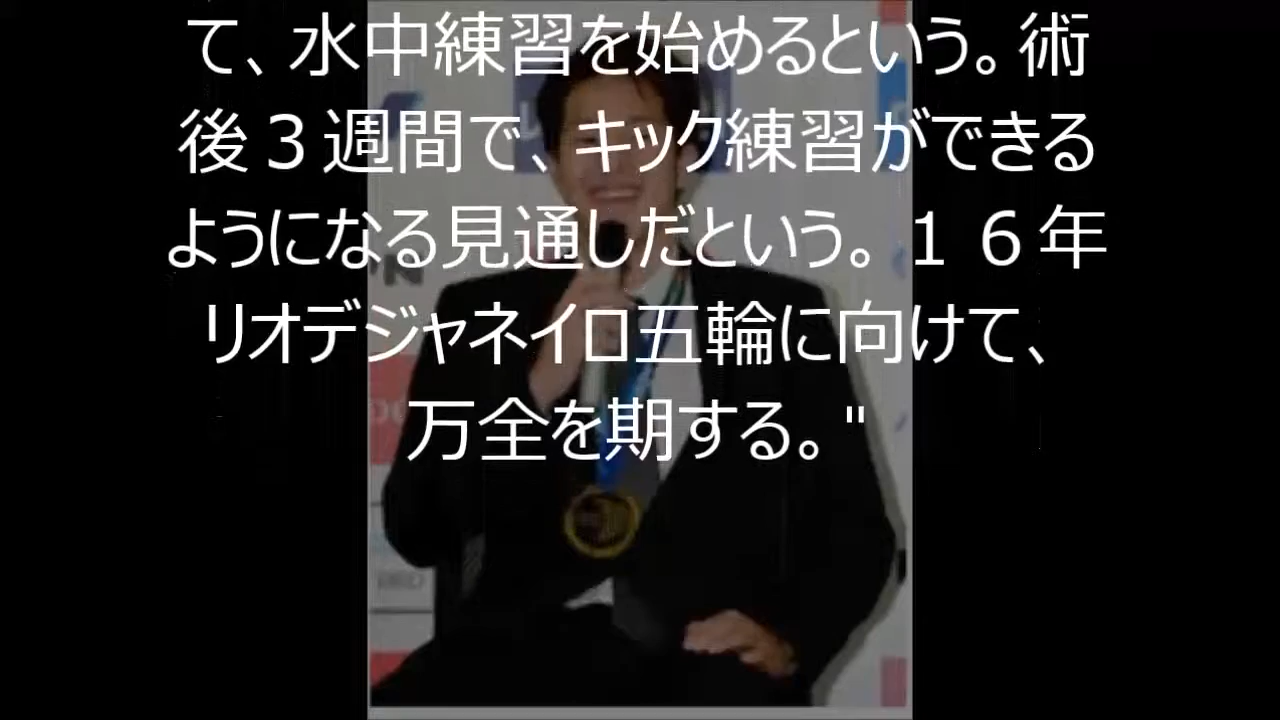 て、水中練習を始めるという。術
後３週間で、キック練習ができる
ようになる見通しだという。１６年
リオデジャネイロ五輪に向けて、
万全を期する。"